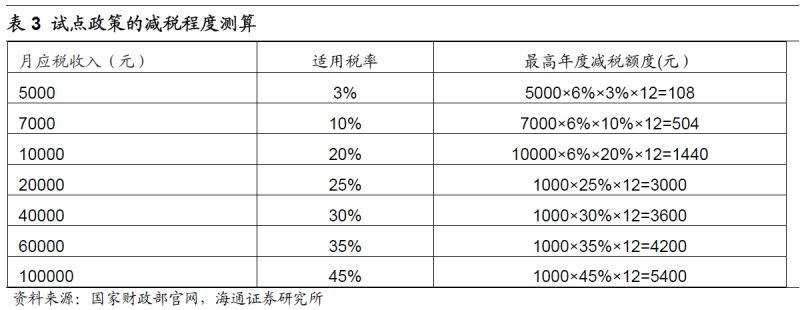 表 3 试点政策的减税程度测算
月应税收入（元） 适用税率 最高年度减税额度(元）
5000 3% 5000×6%×3%×12=108
7000 10% 7000×6%×10%×12=504
10000 20% 10000×6%×20%×12=1440
20000 25% 1000×25%×12=3000
40000 30% 1000×30%×12=3600
60000 35% 1000×35%×12=4200
100000 45% 1000×45%×12=5400
资料来源：国家财政部官网，海通证券研究所